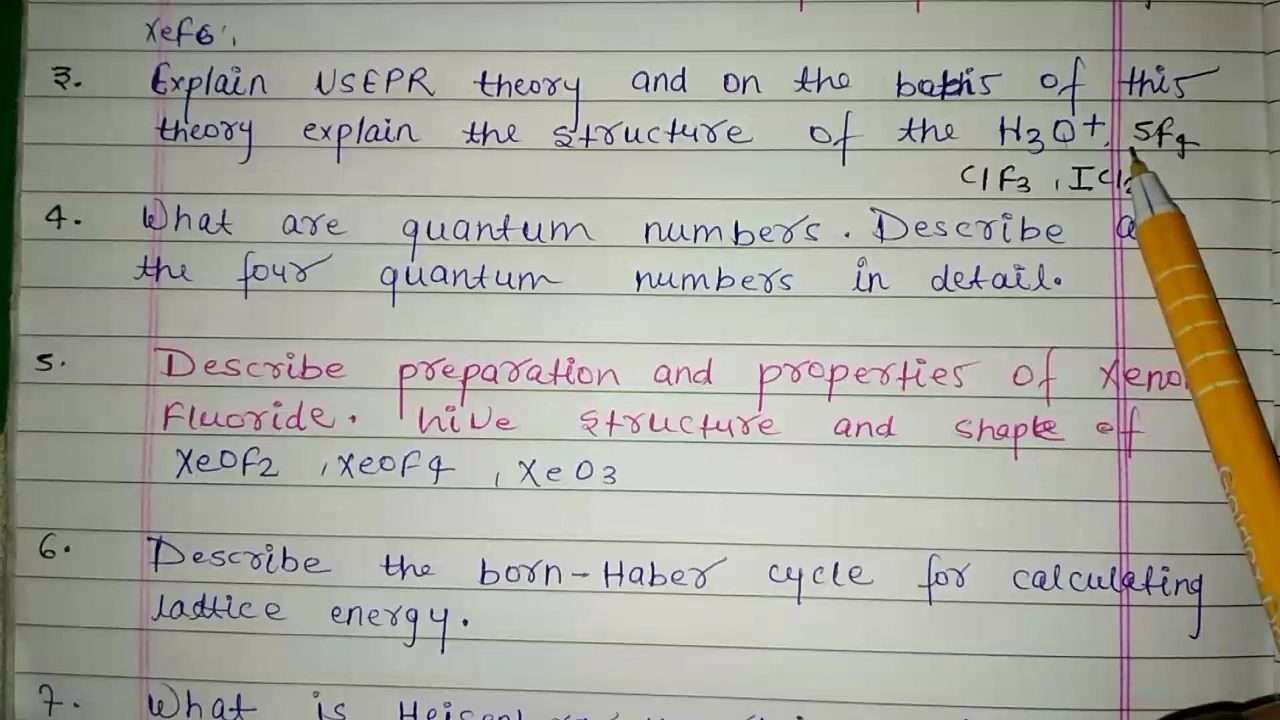 XeF6 ,
3. Explain VSEPR theory and on the bathis of this
theory explain the structure of the H3O+, SF4
ClF3 , ICl2
4. What are quantum numbers. Describe
the four quantum numbers in detail.
5. Describe preparation and properties of Xenon
Fluoride. hive structure and shapke of
XeOF2 , XeOF4 , XeO3
6. Describe the born-Haber cycle for calculating
lattice energy.
7. What is